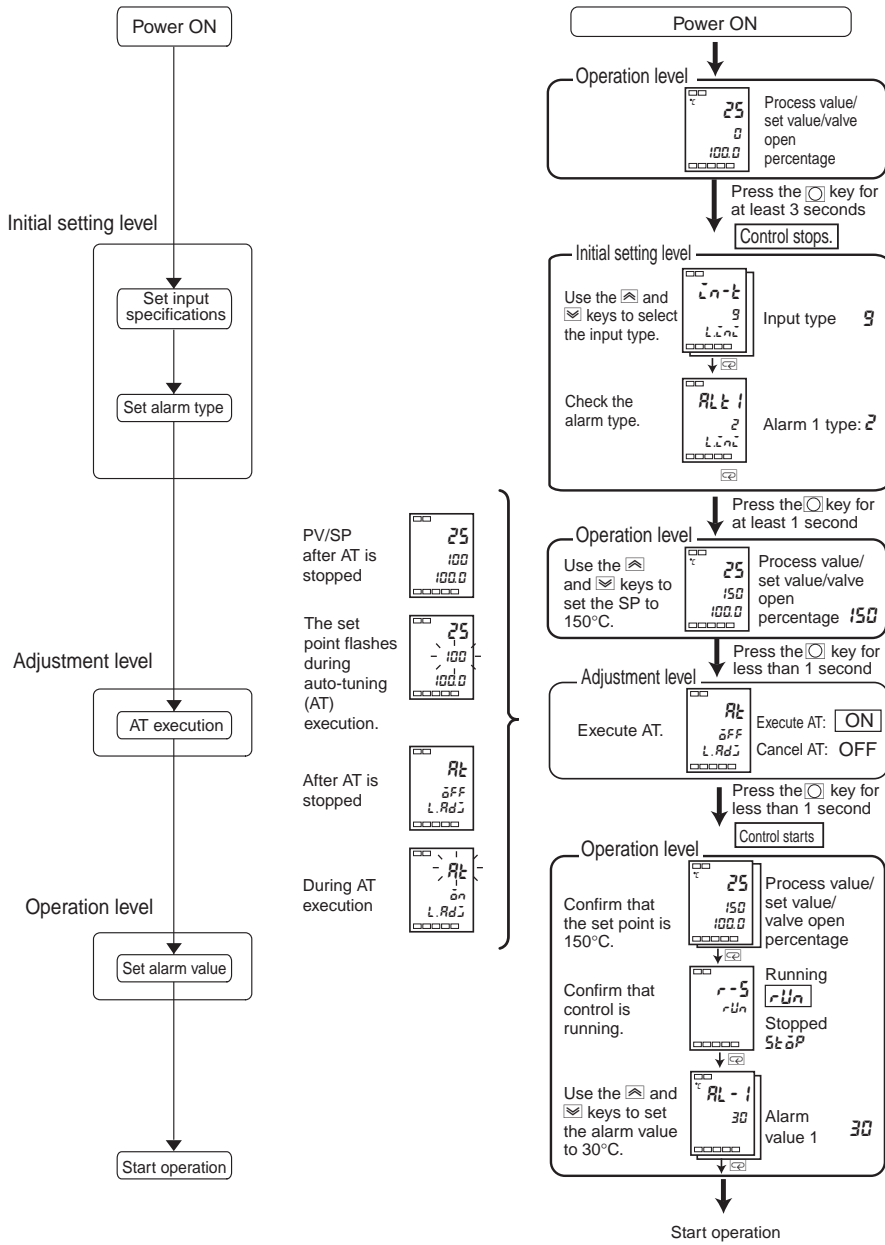 Power ON
Initial setting level
Set input
specifications
Set alarm type
Adjustment level
AT execution
Operation level
Set alarm value
Start operation
PV/SP
after AT is
stopped
25
100
100.0
The set
point flashes
during
auto-tuning
(AT)
execution.
25
100
100.0
After AT is
stopped
At
off
L.Adj
During AT
execution
At
on
L.Adj
Power ON
Operation level
°C
25
0
100.0
Process value/
set value/valve
open
percentage
Press the key for
at least 3 seconds
Control stops.
Initial setting level
Use the and
keys to select
the input type.
in-t
9
L.ini
Input type 9
Check the
alarm type.
ALt1
2
L.ini
Alarm 1 type: 2
Press the key for
at least 1 second
Operation level
Use the
and keys to
set the SP to
150°C.
°C
25
150
100.0
Process value/
set value/valve
open
percentage 150
Press the key for
less than 1 second
Adjustment level
Execute AT.
At
off
L.Adj
Execute AT: ON
Cancel AT: OFF
Press the key for
less than 1 second
Control starts
Operation level
Confirm that
the set point is
150°C.
°C
25
150
100.0
Process value/
set value/
valve open
percentage
Confirm that
control is
running.
r-S
rUn
Running
rUn
Stopped
StoP
Use the and
keys to set
the alarm value
to 30°C.
°C
AL-1
30
Alarm
value 1 30
Start operation